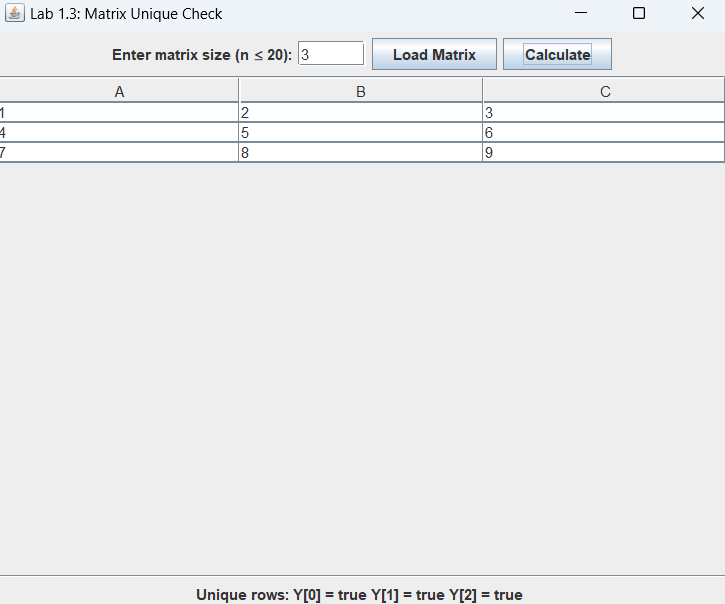 Lab 1.3: Matrix Unique Check
Enter matrix size (n ≤ 20): 3 Load Matrix Calculate
A B C
1 2 3
4 5 6
7 8 9
Unique rows: Y[0] = true Y[1] = true Y[2] = true